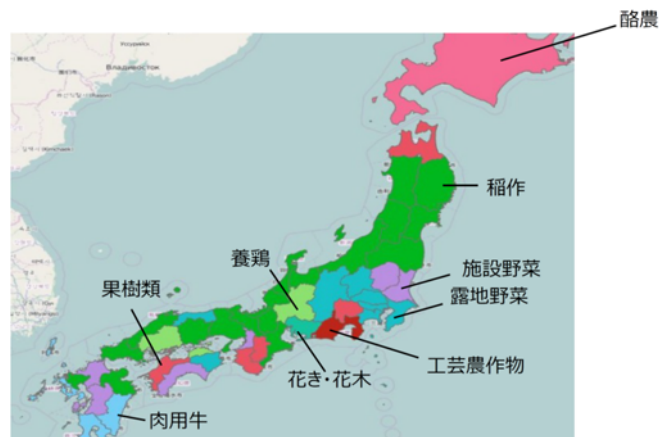 酪農
稲作
養鶏
施設野菜
果樹類
露地野菜
工芸農作物
花き・花木
肉用牛
Владивосток